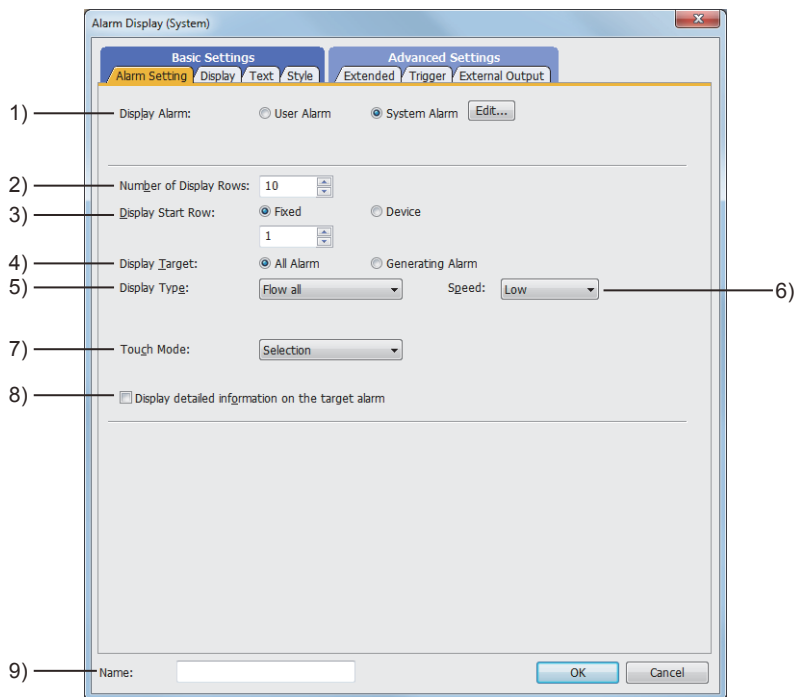 Alarm Display (System)
Basic Settings Advanced Settings
Alarm Setting Display Text Style Extended Trigger External Output
1) Display Alarm: User Alarm System Alarm Edit...
2) Number of Display Rows: 10
3) Display Start Row: Fixed Device
1
4) Display Target: All Alarm Generating Alarm
5) Display Type: Flow all Speed: Low 6)
7) Touch Mode: Selection
8) Display detailed information on the target alarm
9) Name: OK Cancel